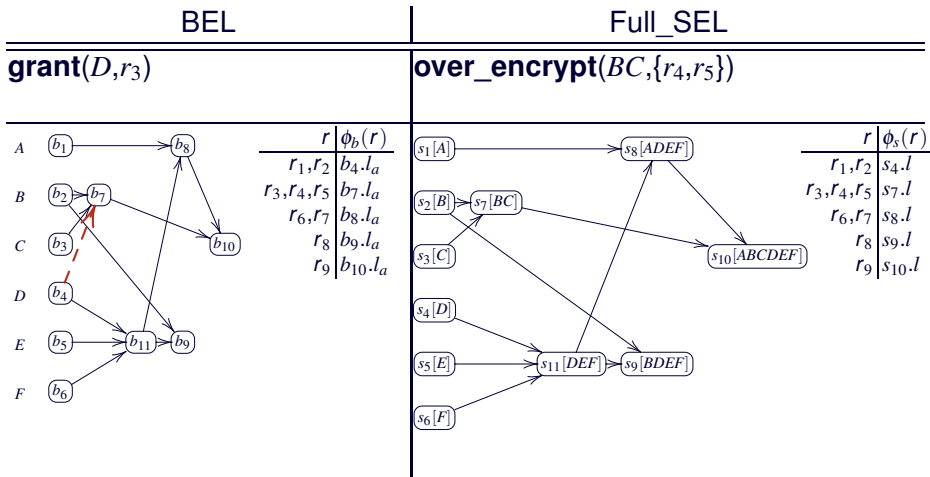 BEL Full_SEL
grant(D,r3) over_encrypt(BC,{r4,r5})
r ϕb(r)
r1,r2 b4.la
r3,r4,r5 b7.la
r6,r7 b8.la
r8 b9.la
r9 b10.la
A b1 b8
B b2 b7
C b3 b10
D b4
E b5 b11 b9
F b6
r ϕs(r)
r1,r2 s4.l
r3,r4,r5 s7.l
r6,r7 s8.l
r8 s9.l
r9 s10.l
s1[A] s8[ADEF]
s2[B] s7[BC]
s3[C] s10[ABCDEF]
s4[D]
s5[E] s11[DEF] s9[BDEF]
s6[F]